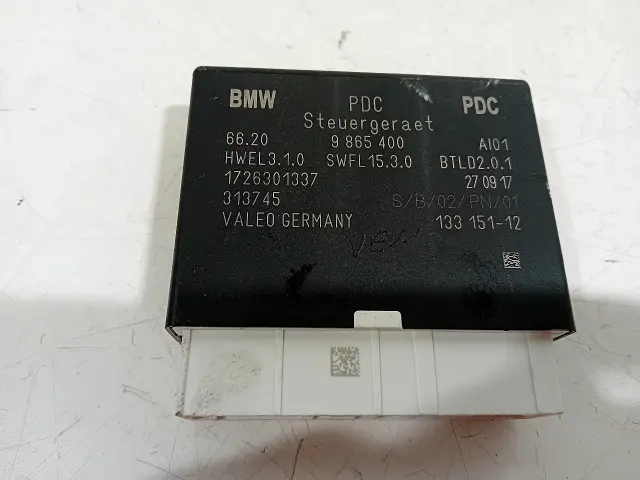 BMW PDC PDC
Steuergeraet
66.20 9 865 400 AI01
HWEL3.1.0 SWFL15.3.0 BTLD2.0.1
1726301337 27 09 17
313745 S/B/02/PN/01
VALEO GERMANY 133 151-12